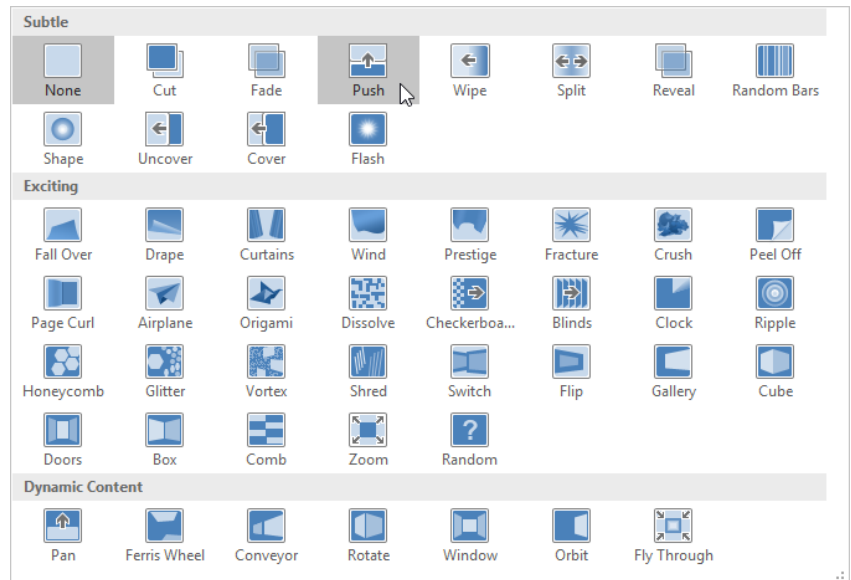 Subtle
None Cut Fade Push Wipe Split Reveal Random Bars
Shape Uncover Cover Flash
Exciting
Fall Over Drape Curtains Wind Prestige Fracture Crush Peel Off
Page Curl Airplane Origami Dissolve Checkerboa... Blinds Clock Ripple
Honeycomb Glitter Vortex Shred Switch Flip Gallery Cube
?
Doors Box Comb Zoom Random
Dynamic Content
Pan Ferris Wheel Conveyor Rotate Window Orbit Fly Through